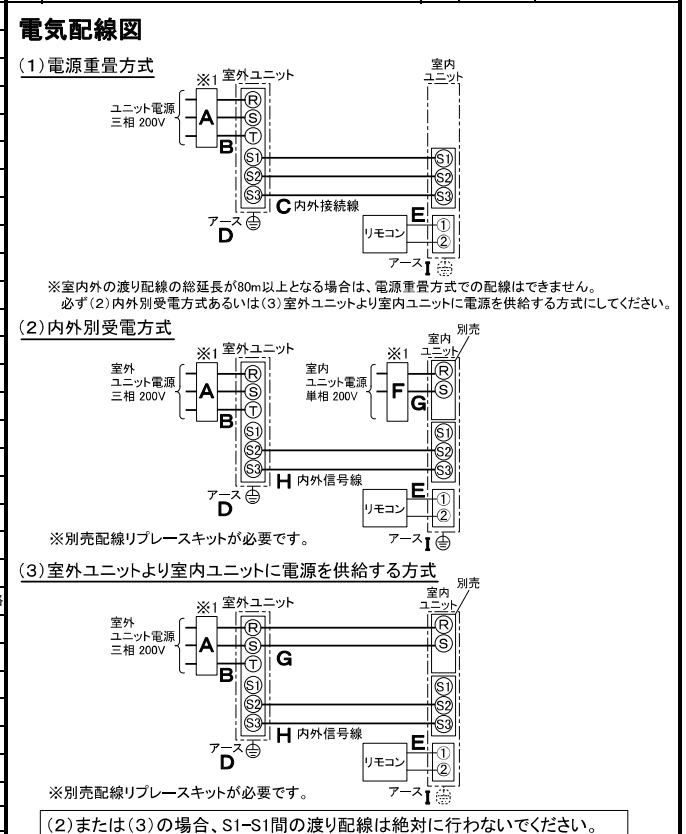 電気配線図
(1)電源重畳方式
※1 室外ユニット
室内
ユニット
ユニット電源
三相 200V
A
B
R
S
T
S1
S2
S3
S1
S2
S3
C 内外接続線
アース
D
リモコン
E
①
②
アース I
※室内外の渡り配線の総延長が80m以上となる場合は、電源重畳方式での配線はできません。
必ず(2)内外別受電方式あるいは(3)室外ユニットより室内ユニットに電源を供給する方式にしてください。
(2)内外別受電方式
※1 室外ユニット
※1
室内
ユニット
別売
室外
ユニット電源
三相 200V
A
B
R
S
T
S1
S2
S3
室内
ユニット電源
単相 200V
F
G
R
S
S1
S2
S3
H 内外信号線
アース
D
リモコン
E
①
②
アース I
※別売配線リプレースキットが必要です。
(3)室外ユニットより室内ユニットに電源を供給する方式
※1 室外ユニット
室内
ユニット
別売
室外
ユニット電源
三相 200V
A
B
R
S
T
S1
S2
S3
G
R
S
S1
S2
S3
H 内外信号線
アース
D
リモコン
E
①
②
アース I
※別売配線リプレースキットが必要です。
(2)または(3)の場合、S1-S1間の渡り配線は絶対に行わないでください。